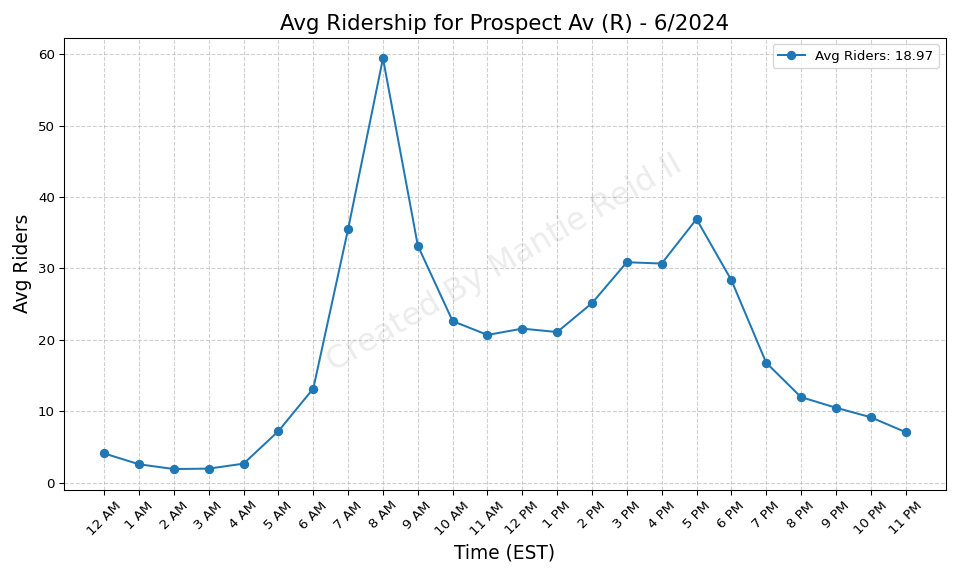 Avg Ridership for Prospect Av (R) - 6/2024
Avg Riders: 18.97
Avg Riders
60
50
40
30
20
10
0
Created By Mantie Reid II
12 AM
1 AM
2 AM
3 AM
4 AM
5 AM
6 AM
7 AM
8 AM
9 AM
10 AM
11 AM
12 PM
1 PM
2 PM
3 PM
4 PM
5 PM
6 PM
7 PM
8 PM
9 PM
10 PM
11 PM
Time (EST)